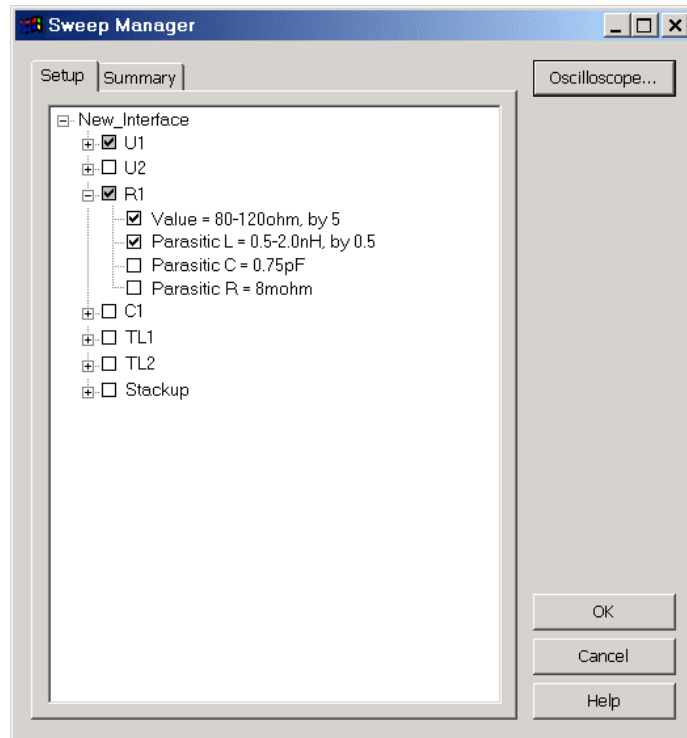 Sweep Manager
Setup
Summary
Oscilloscope...
New_Interface
U1
U2
R1
Value = 80-120ohm, by 5
Parasitic L = 0.5-2.0nH, by 0.5
Parasitic C = 0.75pF
Parasitic R = 8mohm
C1
TL1
TL2
Stackup
OK
Cancel
Help